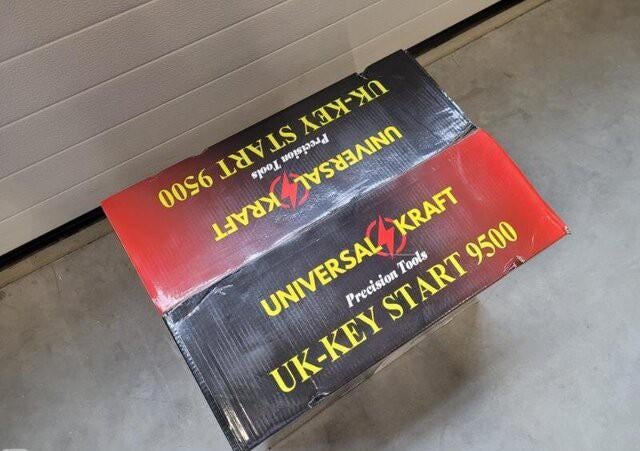 UK-KEY START 9500
Precision Tools
UNIVERSAL KRAFT
UNIVERSAL KRAFT
Precision Tools
UK-KEY START 9500